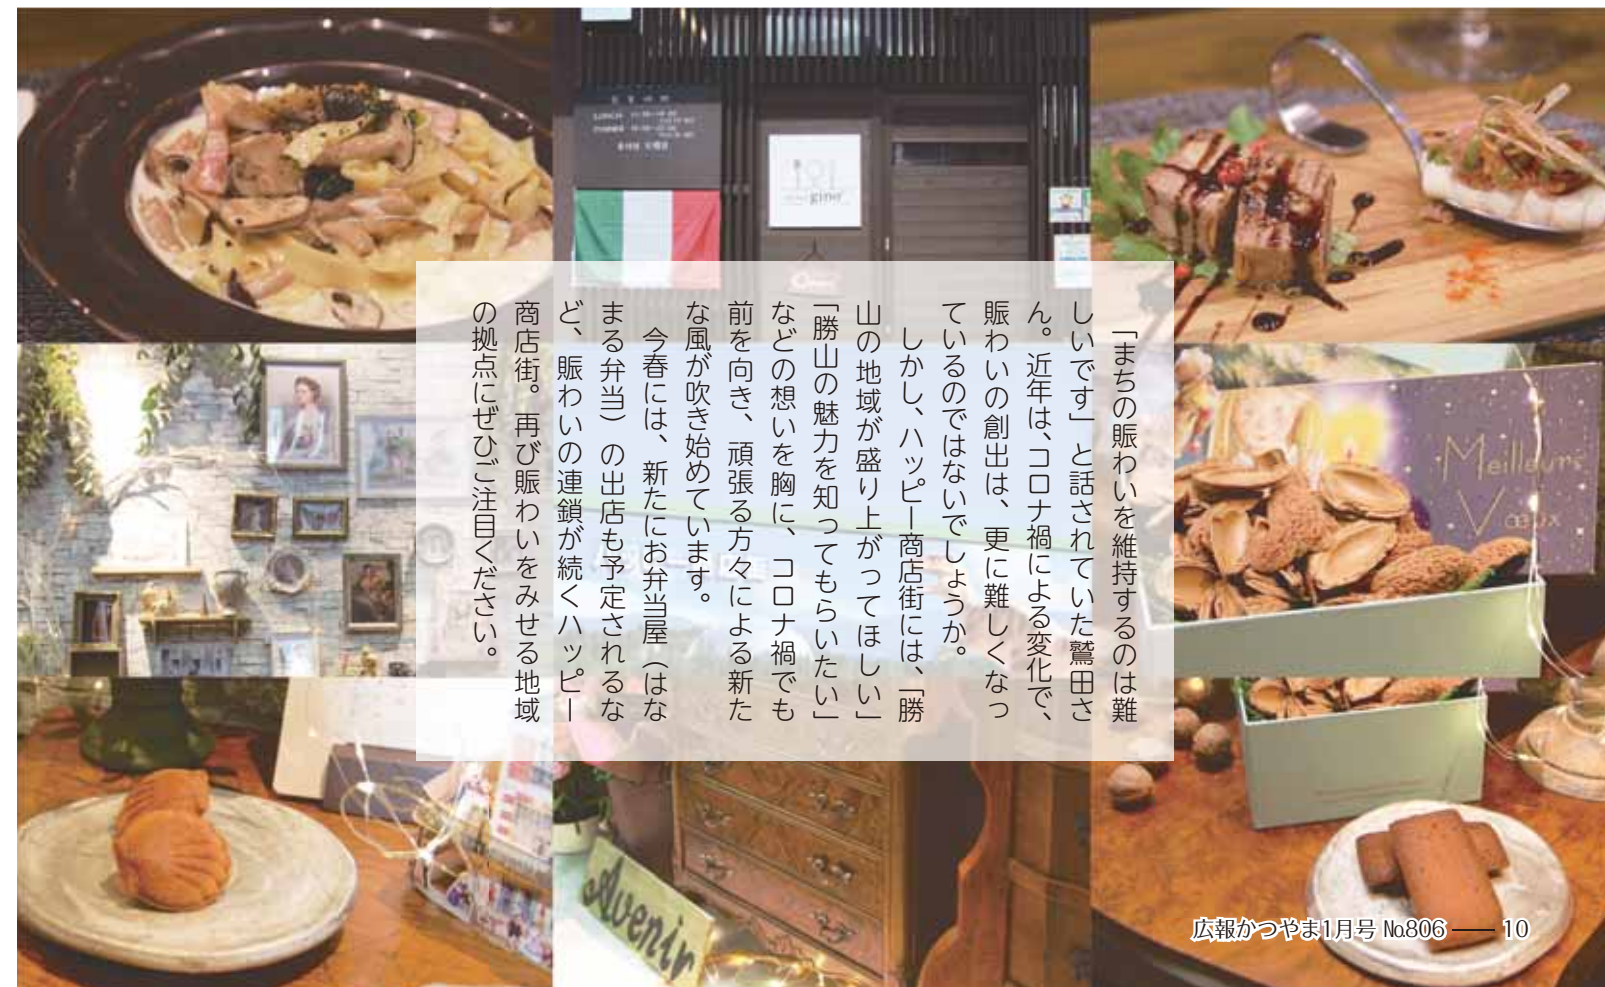 「まちの賑わいを維持するのは難
しいです」と話されていた鷲田さ
ん。近年は、コロナ禍による変化で、
賑わいの創出は、更に難しくなっ
ているのではないでしょうか。
しかし、ハッピー商店街には、「勝
山の地域が盛り上がってほしい」
「勝山の魅力を知ってもらいたい」
などの想いを胸に、コロナ禍でも
前を向き、頑張る方々による新た
な風が吹き始めています。
今春には、新たにお弁当屋（はな
まる弁当）の出店も予定されるな
ど、賑わいの連鎖が続くハッピー
商店街。再び賑わいをみせる地域
の拠点にぜひご注目ください。
LUNCH
DINNER
Meilleurs
Vœux
Avenir
広報かつやま1月号 №806 ―― 10